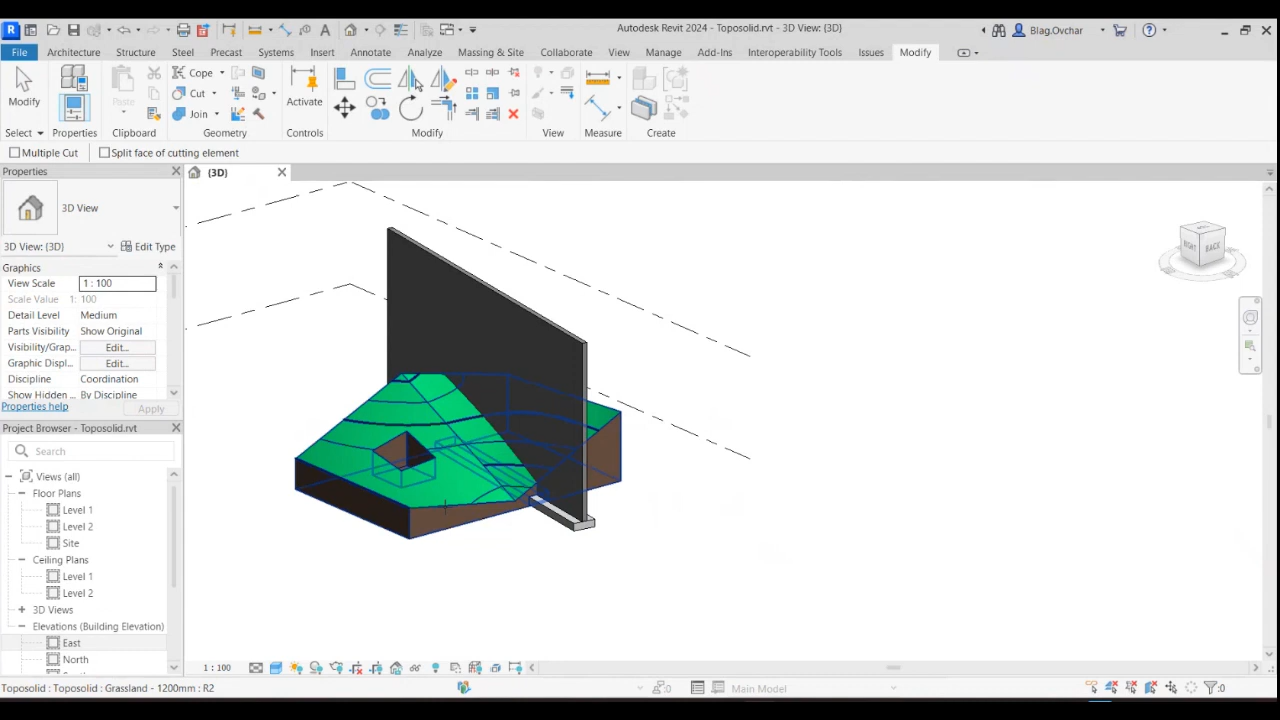 Autodesk Revit 2024 - Toposolid.rvt - 3D View: {3D}
Blag.Ovchar
File Architecture Structure Steel Precast Systems Insert Annotate Analyze Massing & Site Collaborate View Manage Add-Ins Interoperability Tools Issues Modify
Modify Paste Cope Cut Join Activate
Select Properties Clipboard Geometry Controls Modify View Measure Create
Multiple Cut Split face of cutting element
Properties
{3D}
3D View
3D View: {3D} Edit Type
Graphics
View Scale 1 : 100
Scale Value 1: 100
Detail Level Medium
Parts Visibility Show Original
Visibility/Grap... Edit...
Graphic Displ... Edit...
Discipline Coordination
Show Hidden By Discipline
Properties help Apply
Project Browser - Toposolid.rvt
Search
Views (all)
Floor Plans
Level 1
Level 2
Site
Ceiling Plans
Level 1
Level 2
3D Views
Elevations (Building Elevation)
East
North
RIGHT BACK
1 : 100
Toposolid : Toposolid : Grassland - 1200mm : R2
:0 Main Model :0